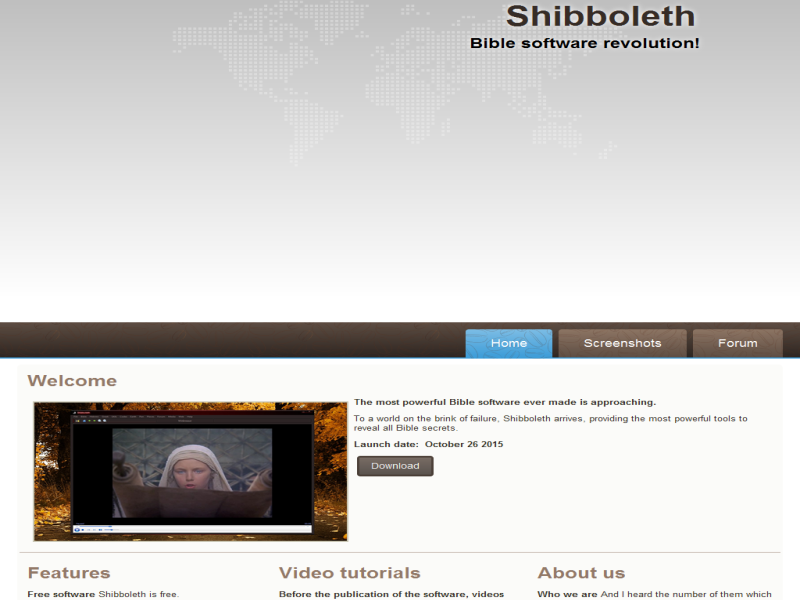 Shibboleth
Bible software revolution!
Home
Screenshots
Forum
Welcome
The most powerful Bible software ever made is approaching.
To a world on the brink of failure, Shibboleth arrives, providing the most powerful tools to
reveal all Bible secrets.
Launch date:  October 26 2015
Download
Features
Video tutorials
About us
Free software Shibboleth is free.
Before the publication of the software, videos
Who we are And I heard the number of them which